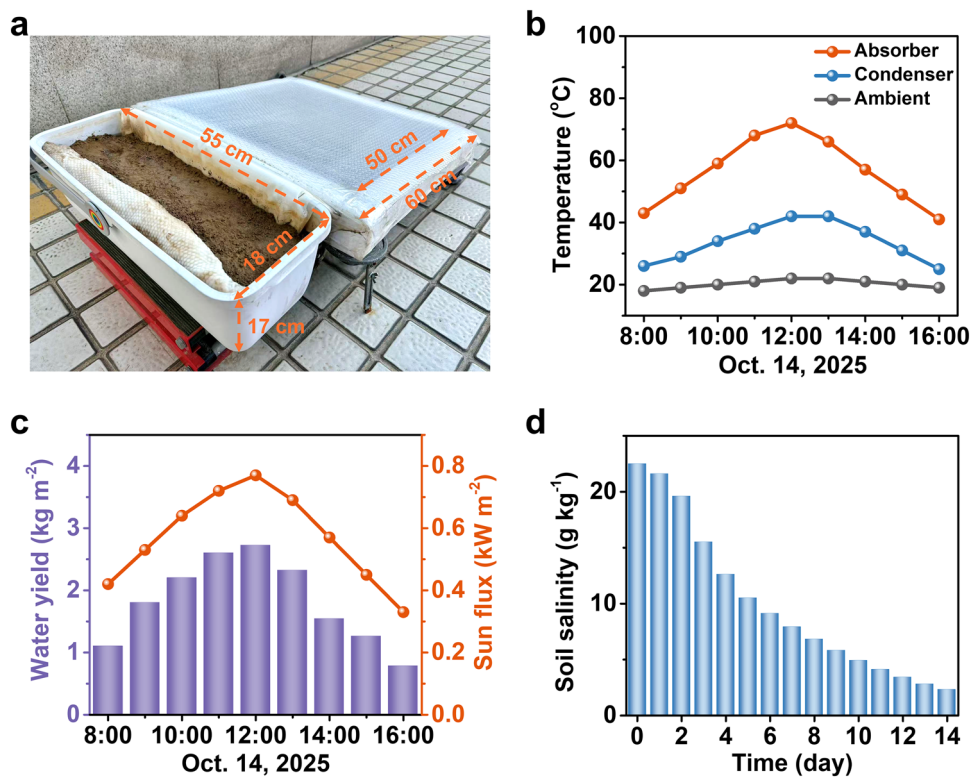 a
55 cm
50 cm
60 cm
18 cm
17 cm
b
Temperature (°C)
100
80
60
40
20
Absorber
Condenser
Ambient
8:00 10:00 12:00 14:00 16:00
Oct. 14, 2025
c
Water yield (kg m-2)
4
3
2
1
0
Sun flux (kW m-2)
0.8
0.6
0.4
0.2
0.0
8:00 10:00 12:00 14:00 16:00
Oct. 14, 2025
d
Soil salinity (g kg-1)
20
10
0
0 2 4 6 8 10 12 14
Time (day)